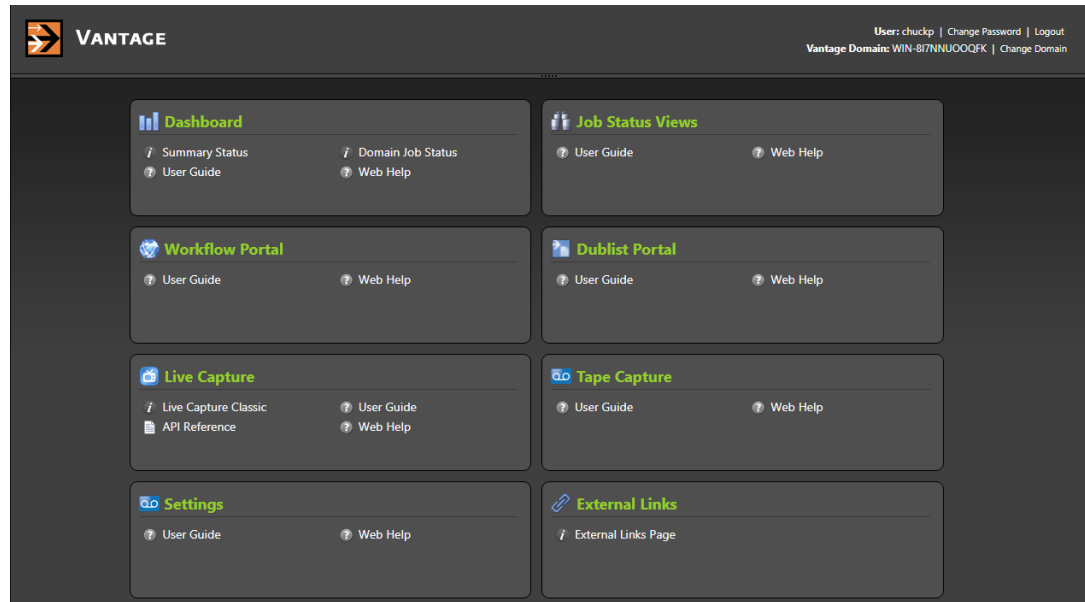 VANTAGE
User: chuckp | Change Password | Logout
Vantage Domain: WIN-8I7NNUOOQFK | Change Domain
Dashboard
Summary Status
Domain Job Status
User Guide
Web Help
Job Status Views
User Guide
Web Help
Workflow Portal
User Guide
Web Help
Dublist Portal
User Guide
Web Help
Live Capture
Live Capture Classic
User Guide
API Reference
Web Help
Tape Capture
User Guide
Web Help
Settings
User Guide
Web Help
External Links
External Links Page